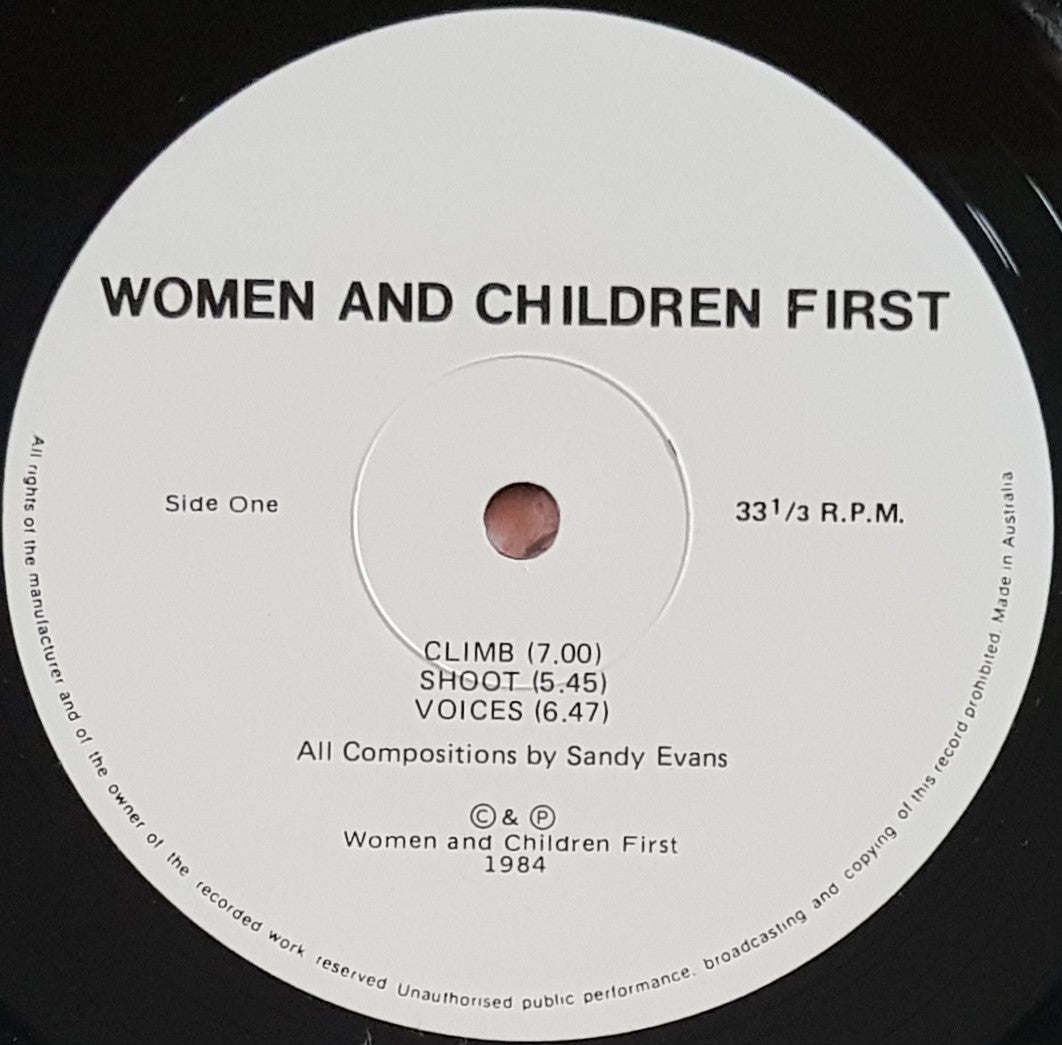 WOMEN AND CHILDREN FIRST
Side One
33 1/3 R.P.M.
CLIMB (7.00)
SHOOT (5.45)
VOICES (6.47)
All Compositions by Sandy Evans
© & ℗
Women and Children First
1984
All rights of the manufacturer and of the owner of the recorded work reserved Unauthorised public performance. broadcasting and copying of this record prohibited. Made in Australia